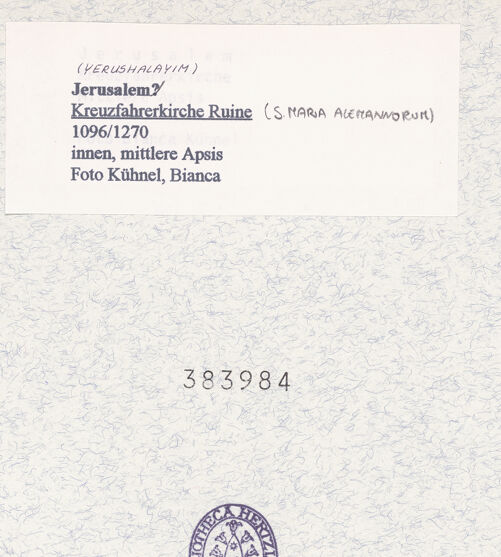 (YERUSHALAYIM)
Jerusalem?
Kreuzfahrerkirche Ruine (S. MARIA ALEMANNORUM)
1096/1270
innen, mittlere Apsis
Foto Kühnel, Bianca
383984